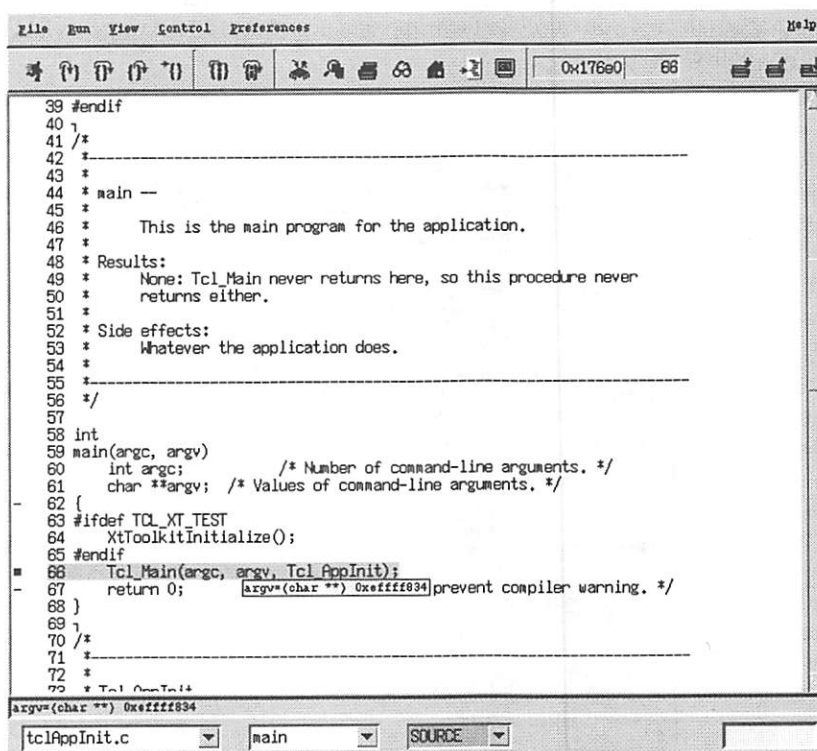 File Run View Control Preferences Help
0x176e0 66
39 #endif
40 ┐
41 /*
42 *----------------------------------------------------------------------
43 *
44 * main --
45 *
46 * This is the main program for the application.
47 *
48 * Results:
49 * None: Tcl_Main never returns here, so this procedure never
50 * returns either.
51 *
52 * Side effects:
53 * Whatever the application does.
54 *
55 *----------------------------------------------------------------------
56 */
57
58 int
59 main(argc, argv)
60 int argc; /* Number of command-line arguments. */
61 char **argv; /* Values of command-line arguments. */
- 62 {
63 #ifdef TCL_XT_TEST
64 XtToolkitInitialize();
65 #endif
66 Tcl_Main(argc, argv, Tcl_AppInit);
- 67 return 0; argv=(char **) 0xeffff834 prevent compiler warning. */
68 }
69 ┐
70 /*
71 *----------------------------------------------------------------------
72 *
73 * Tcl_AppInit
argv=(char **) 0xeffff834
tclAppInit.c main SOURCE